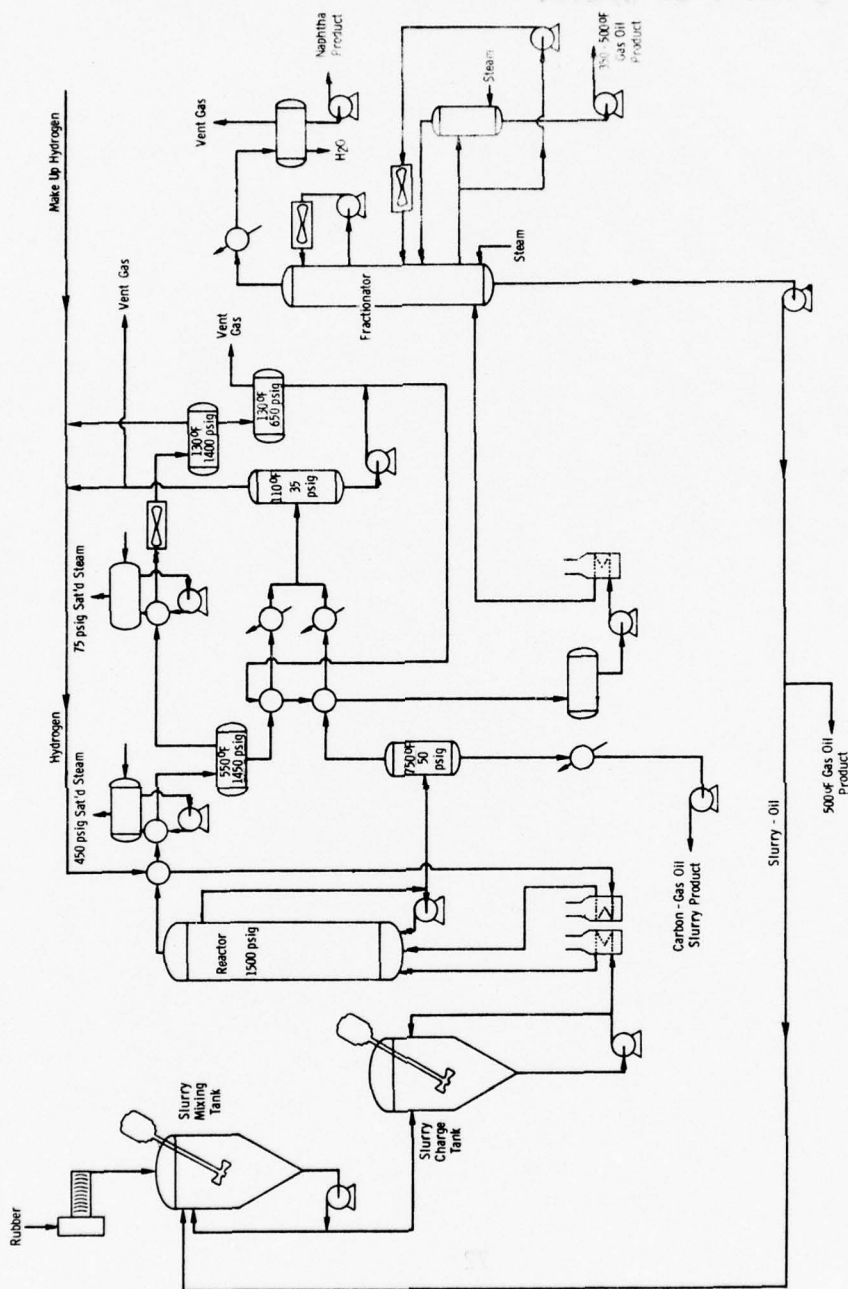 Rubber
Slurry
Mixing
Tank
Slurry
Charge
Tank
Reactor
1500 psig
Hydrogen
Make Up Hydrogen
450 psig Sat'd Steam
75 psig Sat'd Steam
550°F
1450 psig
750°F
50
psig
110°F
35
psig
130°F
1400 psig
130°F
650 psig
Vent Gas
Vent
Gas
Fractionator
Steam
Vent Gas
H2O
Naphtha
Product
Steam
350 - 500°F
Gas Oil
Product
Carbon-Gas Oil
Slurry Product
Slurry - Oil
500°F Gas Oil
Product